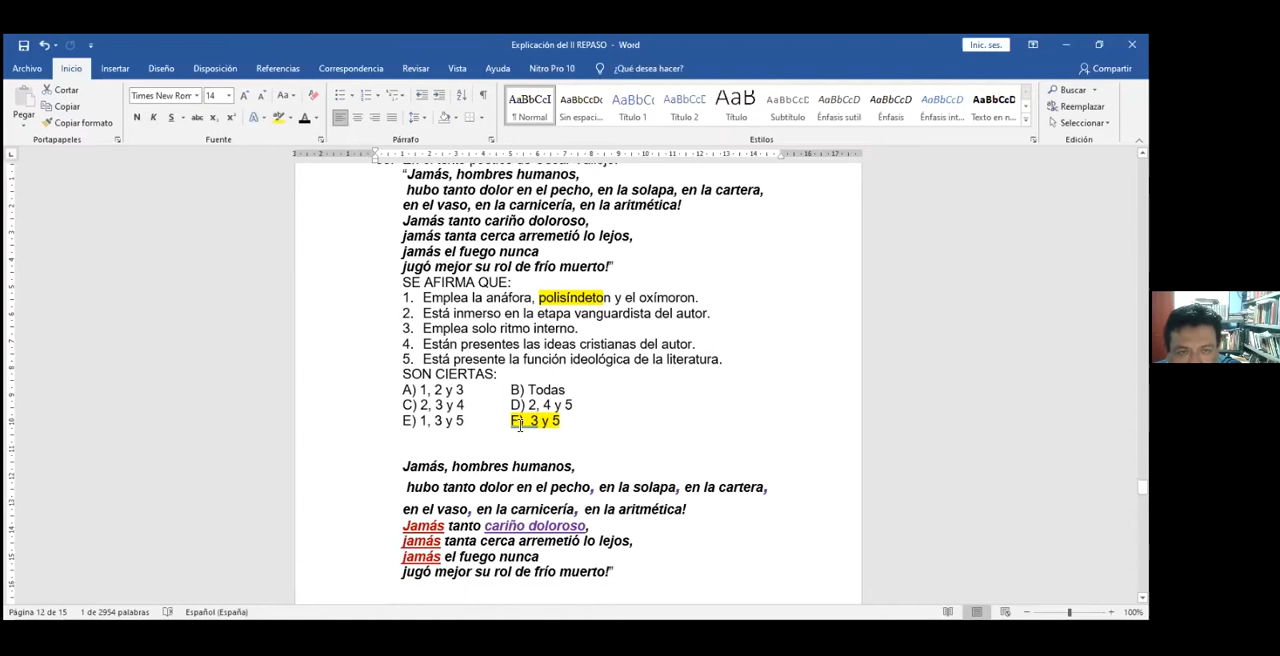 Explicación del II REPASO - Word
Inic. ses.
Archivo Inicio Insertar Diseño Disposición Referencias Correspondencia Revisar Vista Ayuda Nitro Pro 10 ¿Qué desea hacer? Compartir
Pegar
Cortar
Copiar
Copiar formato
Times New Rom 14
N K S
AaBbCcI AaBbCcDc AaBbC( AaBbCcC AaB AaBbCcC AaBbCcD AaBbCcD AaBbCcD AaBbCcD
¶ Normal Sin espaci... Título 1 Título 2 Título Subtítulo Énfasis sutil Énfasis Énfasis int... Texto en n...
Buscar
Reemplazar
Seleccionar
Portapapeles Fuente Párrafo Estilos Edición
“Jamás, hombres humanos,
hubo tanto dolor en el pecho, en la solapa, en la cartera,
en el vaso, en la carnicería, en la aritmética!
Jamás tanto cariño doloroso,
jamás tanta cerca arremetió lo lejos,
jamás el fuego nunca
jugó mejor su rol de frío muerto!”
SE AFIRMA QUE:
1. Emplea la anáfora, polisíndeton y el oxímoron.
2. Está inmerso en la etapa vanguardista del autor.
3. Emplea solo ritmo interno.
4. Están presentes las ideas cristianas del autor.
5. Está presente la función ideológica de la literatura.
SON CIERTAS:
A) 1, 2 y 3 B) Todas
C) 2, 3 y 4 D) 2, 4 y 5
E) 1, 3 y 5 3 y 5
Jamás, hombres humanos,
hubo tanto dolor en el pecho, en la solapa, en la cartera,
en el vaso, en la carnicería, en la aritmética!
Jamás tanto cariño doloroso,
jamás tanta cerca arremetió lo lejos,
jamás el fuego nunca
jugó mejor su rol de frío muerto!”
Página 12 de 15 1 de 2954 palabras Español (España) 100%